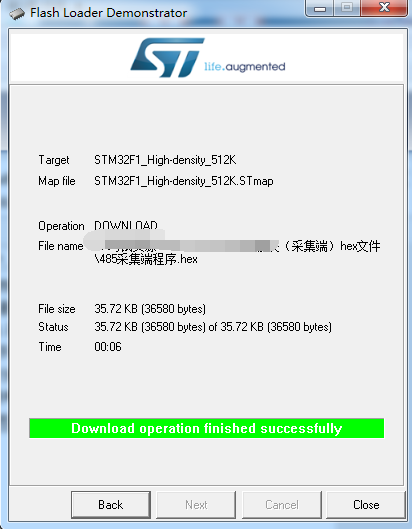 Flash Loader Demonstrator
ST
life.augmented
Target STM32F1_High-density_512K
Map file STM32F1_High-density_512K.STmap
Operation DOWNLOAD
File name （采集端）hex文件
\485采集端程序.hex
File size 35.72 KB (36580 bytes)
Status 35.72 KB (36580 bytes) of 35.72 KB (36580 bytes)
Time 00:06
Download operation finished successfully
Back Next Cancel Close